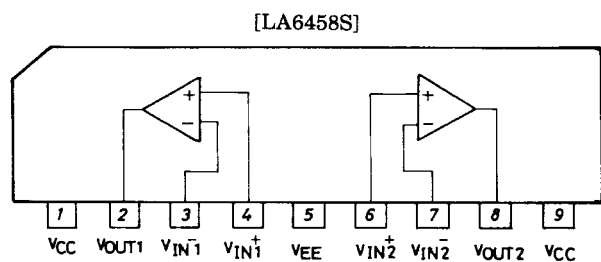 [LA6458S]
+ − + −
1 2 3 4 5 6 7 8 9
VCC VOUT1 VIN1⁻ VIN1⁺ VEE VIN2⁺ VIN2⁻ VOUT2 VCC